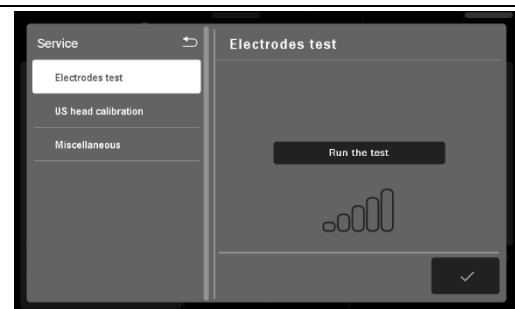 Service
Electrodes test
US head calibration
Miscellaneous
Electrodes test
Run the test